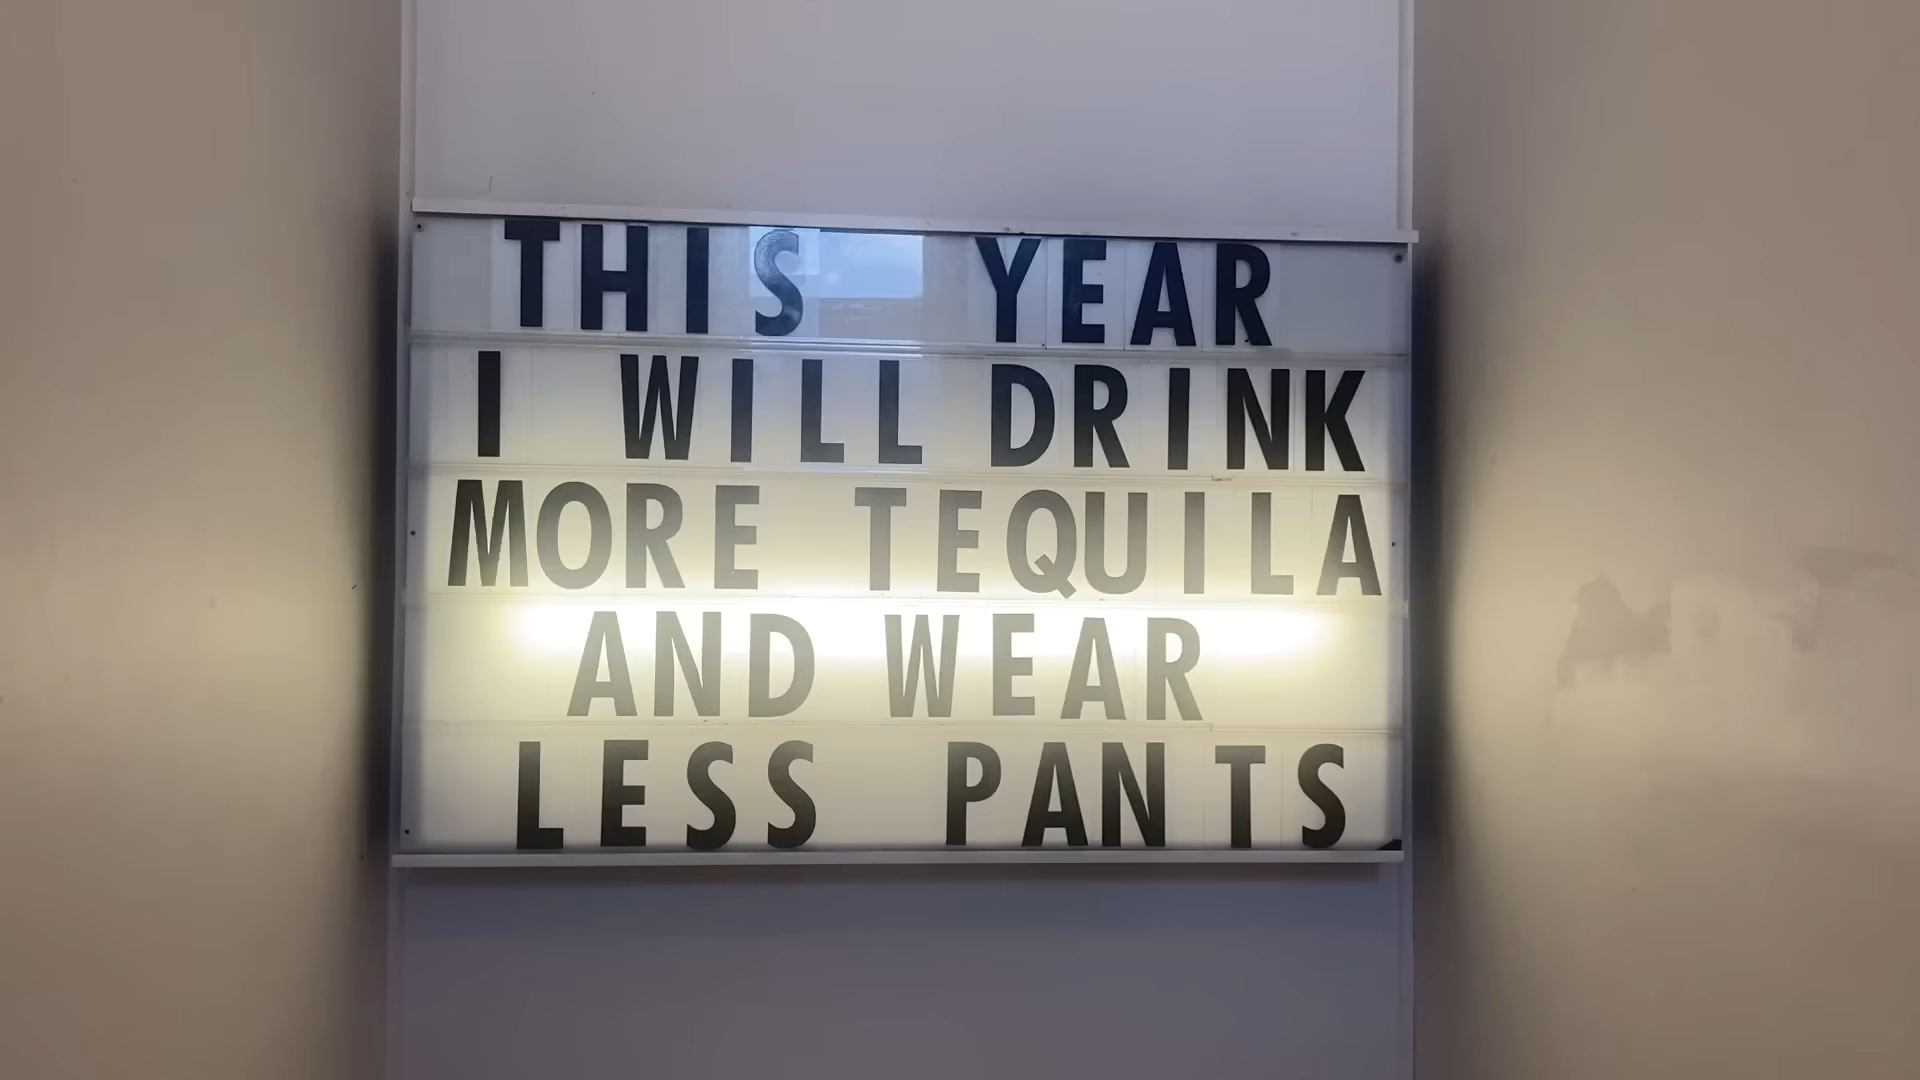 THIS YEAR
I WILL DRINK
MORE TEQUILA
AND WEAR
LESS PANTS